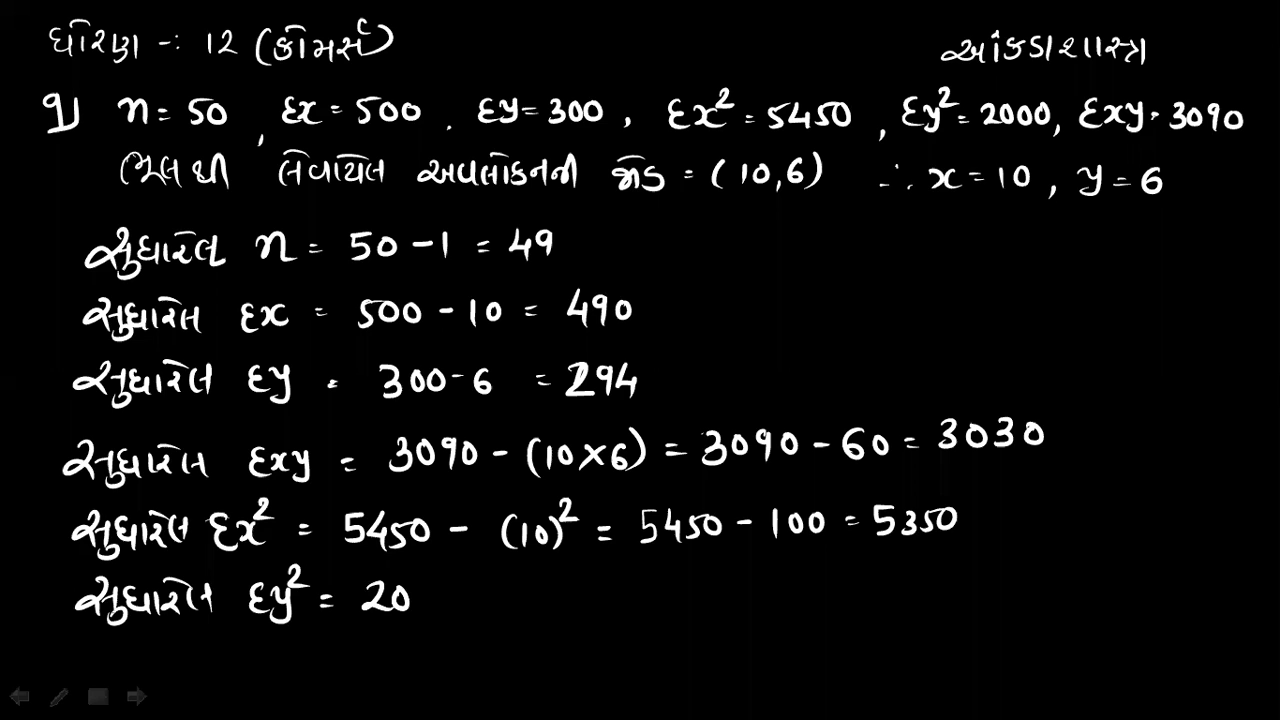 ધોરણ -: 12 (કોમર્સ) આંકડાશાસ્ત્ર
1) n = 50, Σx = 500, Σy = 300, Σx² = 5450, Σy² = 2000, Σxy = 3090
ભૂલ થી લેવાયેલ અવલોકનની જોડ = (10,6) ∴ x = 10, y = 6
સુધારેલ n = 50 - 1 = 49
સુધારેલ Σx = 500 - 10 = 490
સુધારેલ Σy = 300 - 6 = 294
સુધારેલ Σxy = 3090 - (10×6) = 3090 - 60 = 3030
સુધારેલ Σx² = 5450 - (10)² = 5450 - 100 = 5350
સુધારેલ Σy² = 20